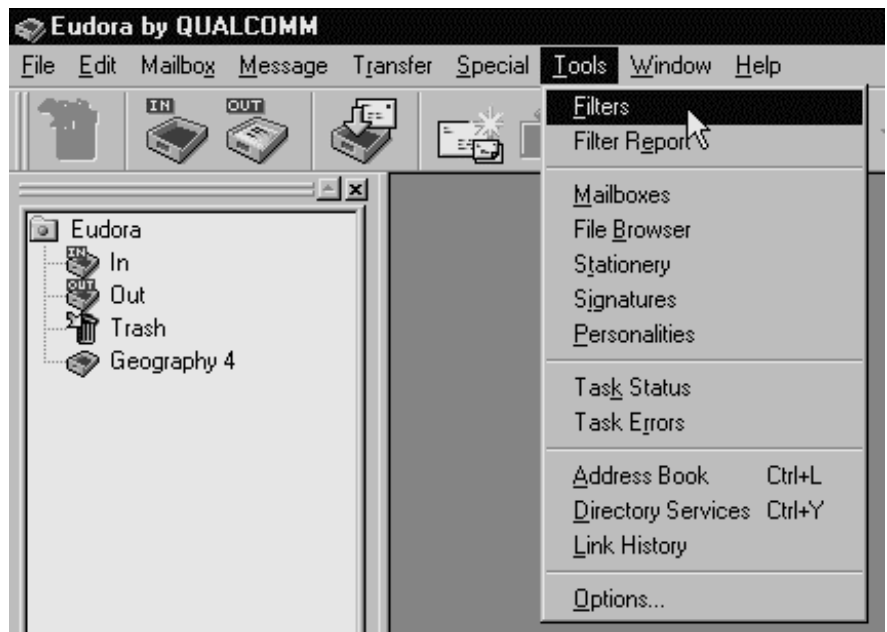 Eudora by QUALCOMM
File Edit Mailbox Message Transfer Special Tools Window Help
IN OUT
Eudora
IN
In
OUT
Out
Trash
Geography 4
Filters
Filter Report
Mailboxes
File Browser
Stationery
Signatures
Personalities
Task Status
Task Errors
Address Book Ctrl+L
Directory Services Ctrl+Y
Link History
Options...